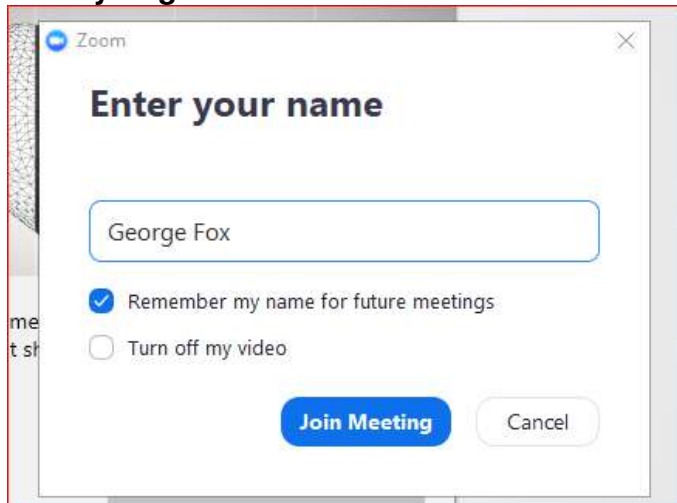 Zoom
Enter your name
George Fox
Remember my name for future meetings
me
Turn off my video
Join Meeting
Cancel